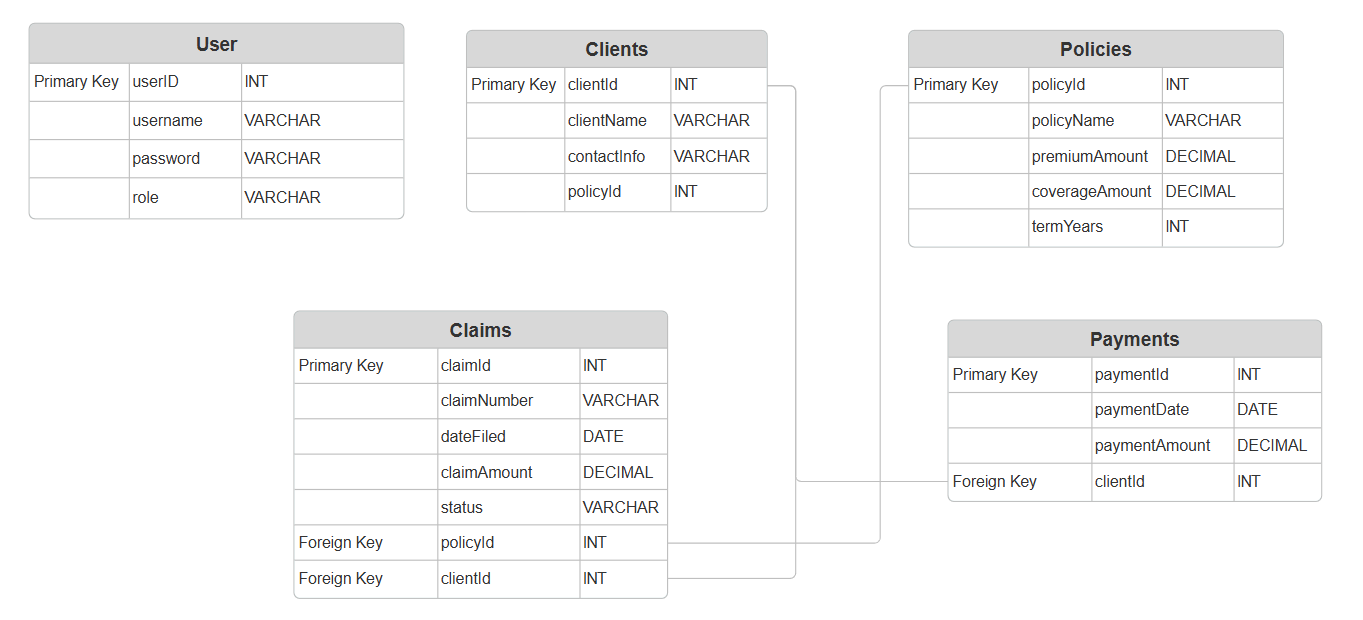 User
Primary Key userID INT
username VARCHAR
password VARCHAR
role VARCHAR
Clients
Primary Key clientId INT
clientName VARCHAR
contactInfo VARCHAR
policyId INT
Policies
Primary Key policyId INT
policyName VARCHAR
premiumAmount DECIMAL
coverageAmount DECIMAL
termYears INT
Claims
Primary Key claimId INT
claimNumber VARCHAR
dateFiled DATE
claimAmount DECIMAL
status VARCHAR
Foreign Key policyId INT
Foreign Key clientId INT
Payments
Primary Key paymentId INT
paymentDate DATE
paymentAmount DECIMAL
Foreign Key clientId INT